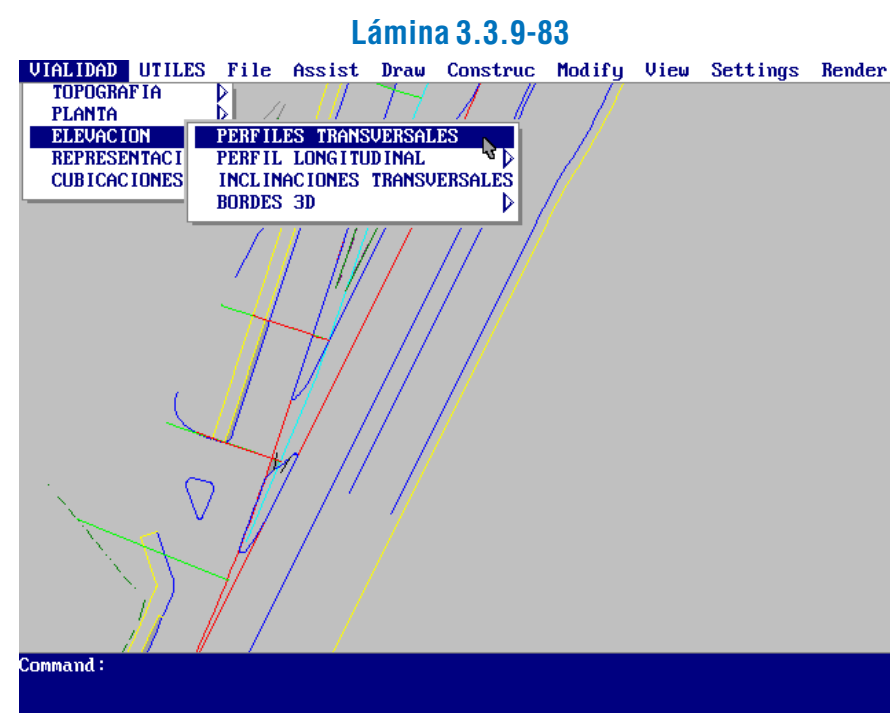 Lámina 3.3.9-83
VIALIDAD UTILES File Assist Draw Construc Modify View Settings Render
TOPOGRAFIA
PLANTA
ELEVACION
REPRESENTACI
CUBICACIONES
PERFILES TRANSVERSALES
PERFIL LONGITUDINAL
INCLINACIONES TRANSVERSALES
BORDES 3D
Command: